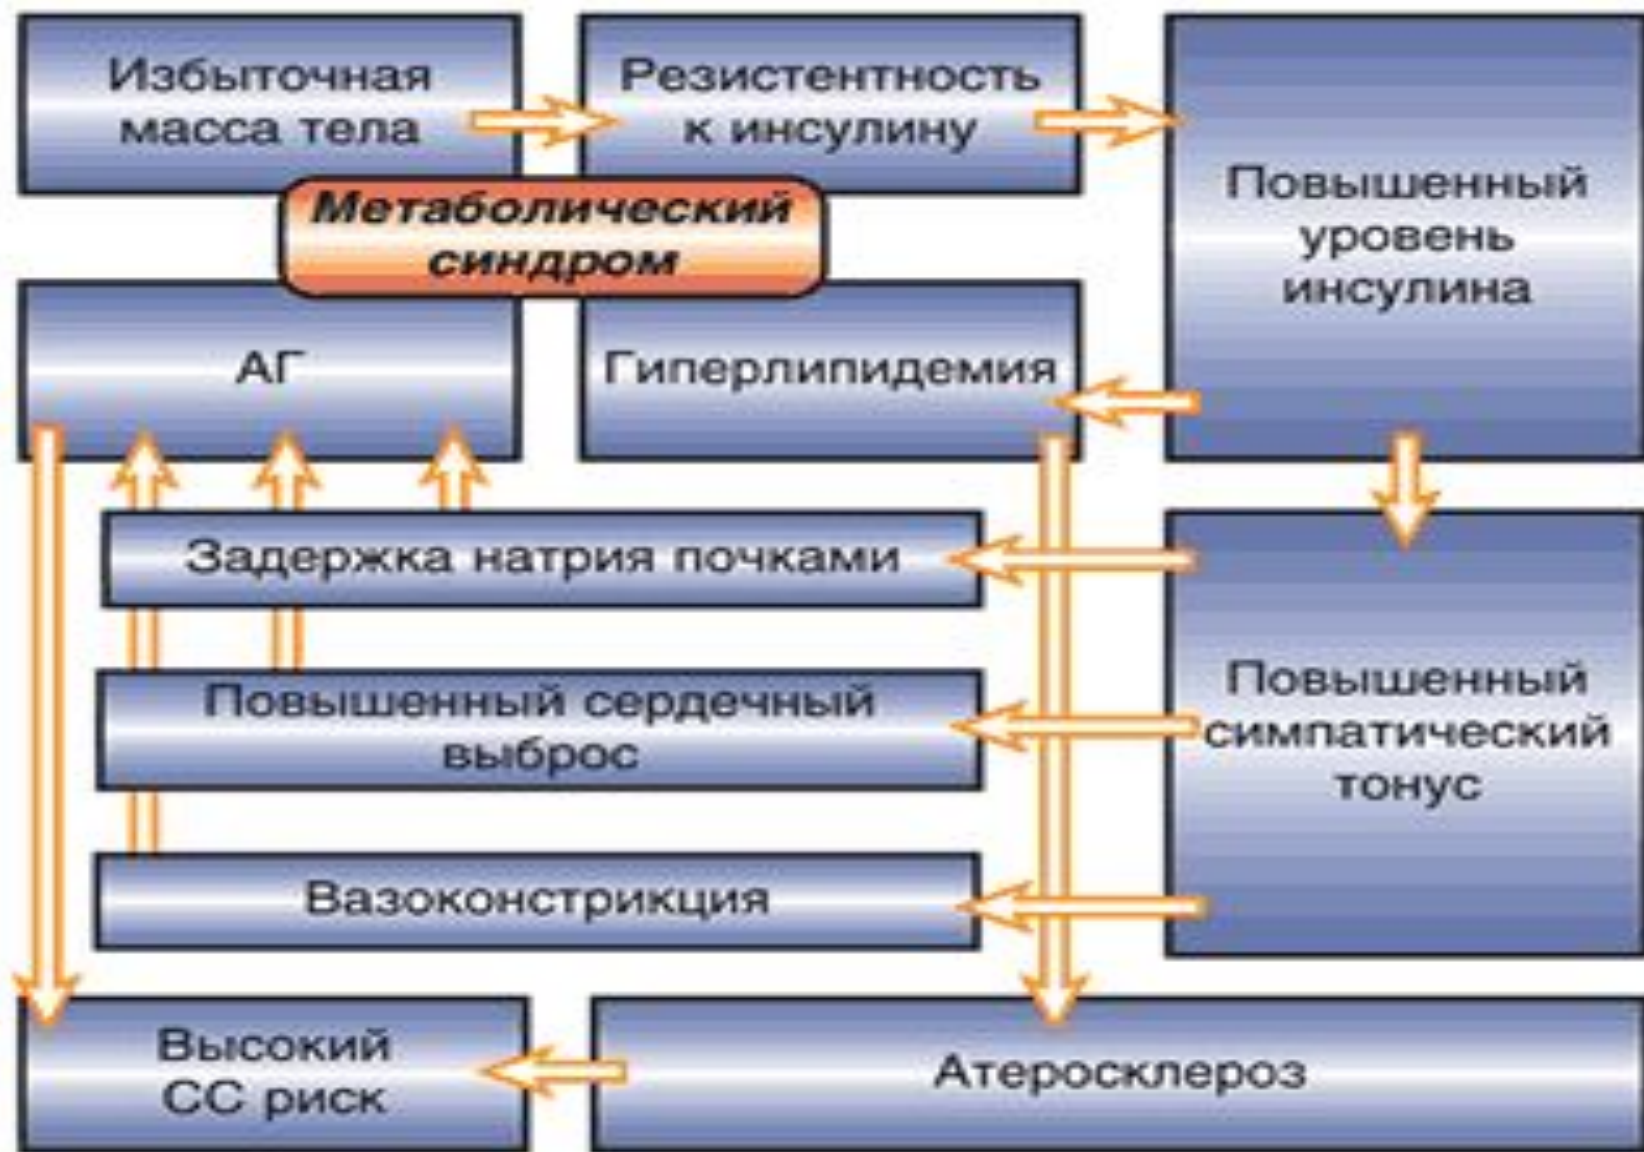 Избыточная
масса тела
Резистентность
к инсулину
Повышенный
уровень
инсулина
Метаболический
синдром
АГ
Гиперлипидемия
Задержка натрия почками
Повышенный сердечный
выброс
Повышенный
симпатический
тонус
Вазоконстрикция
Высокий
СС риск
Атеросклероз